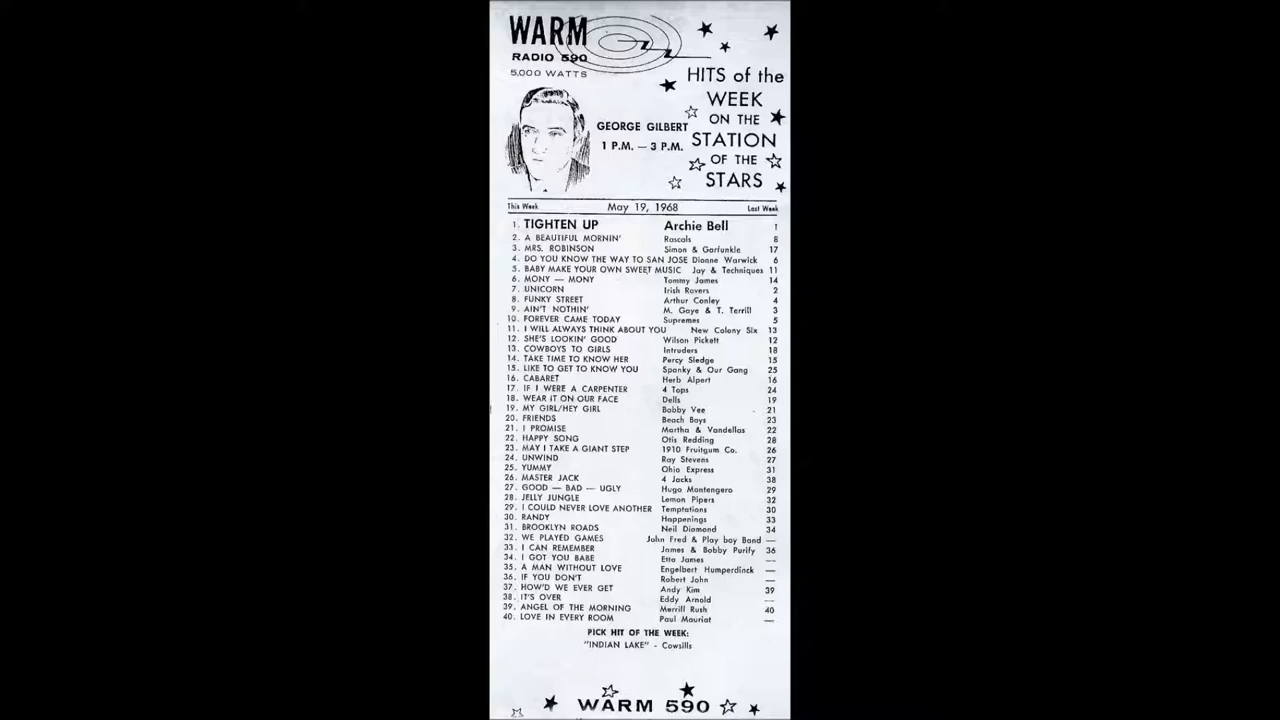 WARM
RADIO 590
5,000 WATTS
HITS of the
WEEK
ON THE
STATION
OF THE
STARS
GEORGE GILBERT
1 P.M. — 3 P.M.
This Week May 19, 1968 Last Week
1. TIGHTEN UP Archie Bell 1
2. A BEAUTIFUL MORNIN' Rascals 8
3. MRS. ROBINSON Simon & Garfunkle 17
4. DO YOU KNOW THE WAY TO SAN JOSE Dionne Warwick 6
5. BABY MAKE YOUR OWN SWEET MUSIC Jay & Techniques 11
6. MONY — MONY Tommy James 14
7. UNICORN Irish Rovers 2
8. FUNKY STREET Arthur Conley 4
9. AIN'T NOTHIN' M. Gaye & T. Terrill 3
10. FOREVER CAME TODAY Supremes 5
11. I WILL ALWAYS THINK ABOUT YOU New Colony Six 13
12. SHE'S LOOKIN' GOOD Wilson Pickett 12
13. COWBOYS TO GIRLS Intruders 18
14. TAKE TIME TO KNOW HER Percy Sledge 15
15. LIKE TO GET TO KNOW YOU Spanky & Our Gang 25
16. CABARET Herb Alpert 16
17. IF I WERE A CARPENTER 4 Tops 24
18. WEAR IT ON OUR FACE Dells 19
19. MY GIRL/HEY GIRL Bobby Vee 21
20. FRIENDS Beach Boys 23
21. I PROMISE Martha & Vandellas 22
22. HAPPY SONG Otis Redding 28
23. MAY I TAKE A GIANT STEP 1910 Fruitgum Co. 26
24. UNWIND Ray Stevens 27
25. YUMMY Ohio Express 31
26. MASTER JACK 4 Jacks 38
27. GOOD — BAD — UGLY Hugo Montengero 29
28. JELLY JUNGLE Lemon Pipers 32
29. I COULD NEVER LOVE ANOTHER Temptations 30
30. RANDY Happenings 33
31. BROOKLYN ROADS Neil Diamond 34
32. WE PLAYED GAMES John Fred & Play boy Band —
33. I CAN REMEMBER James & Bobby Purify 36
34. I GOT YOU BABE Etta James —
35. A MAN WITHOUT LOVE Engelbert Humperdinck —
36. IF YOU DON'T Robert John —
37. HOW'D WE EVER GET Andy Kim 39
38. IT'S OVER Eddy Arnold —
39. ANGEL OF THE MORNING Merrill Rush 40
40. LOVE IN EVERY ROOM Paul Mauriat —
PICK HIT OF THE WEEK:
"INDIAN LAKE" - Cowsills
WARM 590